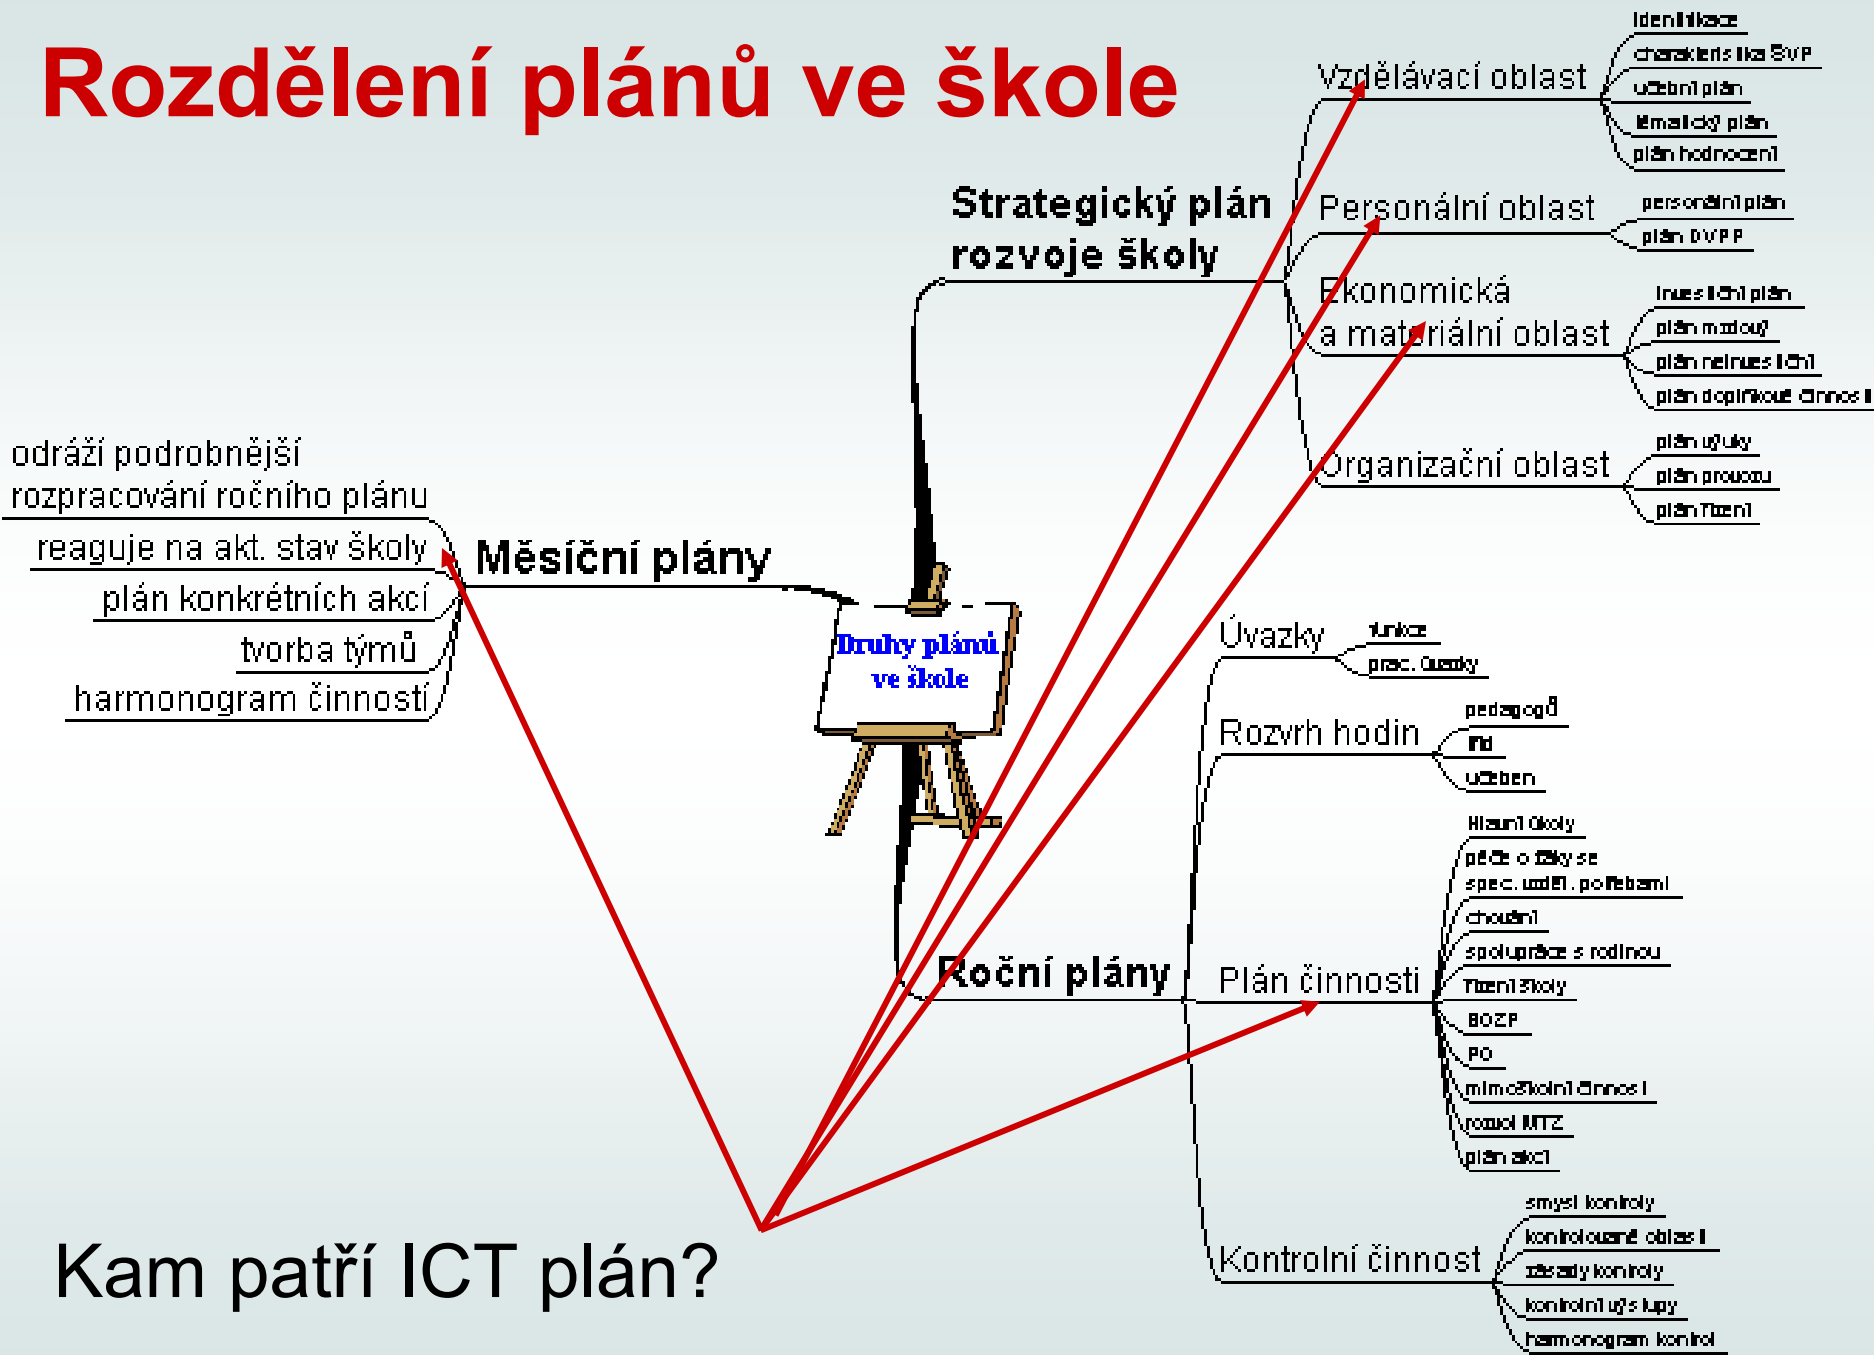 Rozdělení plánů ve škole
Strategický plán
rozvoje školy
Vzdělávací oblast
identifikace
charakteristika ŠVP
učební plán
tématický plán
plán hodnocení
Personální oblast
personální plán
plán DVPP
Ekonomická
a materiální oblast
investiční plán
plán mzdový
plán neinvestiční
plán doplňkové činnosti
Organizační oblast
plán výuky
plán provozu
plán řízení
odráží podrobnější
rozpracování ročního plánu
reaguje na akt. stav školy
plán konkrétních akcí
tvorba týmů
harmonogram činností
Měsíční plány
Druhy plánů
ve škole
Roční plány
Úvazky
funkce
prac. úvazky
Rozvrh hodin
pedagogů
tříd
učeben
Plán činnosti
Hlavní úkoly
péče o žáky se
spec. vzděl. potřebami
chování
spolupráce s rodinou
řízení školy
BOZP
PO
mimoškolní činnost
rozvoj MTZ
plán akcí
Kontrolní činnost
smysl kontroly
kontrolované oblasti
zásady kontroly
kontrolní výstupy
harmonogram kontrol
Kam patří ICT plán?